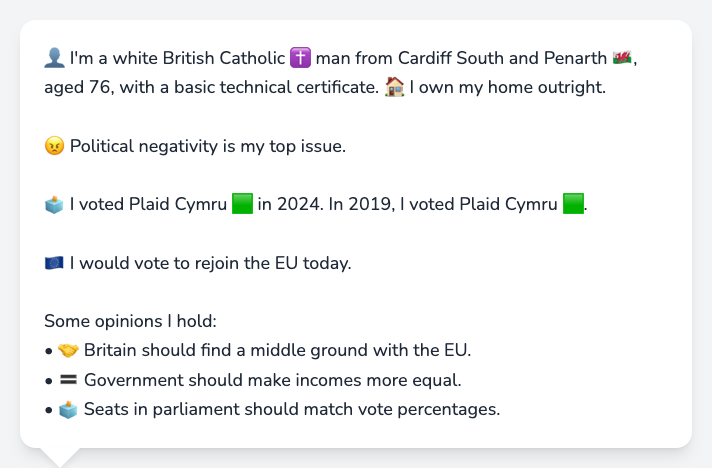 👤 I'm a white British Catholic ✝️ man from Cardiff South and Penarth 🏴󠁧󠁢󠁷󠁬󠁳󠁿,
aged 76, with a basic technical certificate. 🏠 I own my home outright.
😠 Political negativity is my top issue.
🗳️ I voted Plaid Cymru 🟩 in 2024. In 2019, I voted Plaid Cymru 🟩.
🇪🇺 I would vote to rejoin the EU today.
Some opinions I hold:
• 🤝 Britain should find a middle ground with the EU.
• 🟰 Government should make incomes more equal.
• 🗳️ Seats in parliament should match vote percentages.